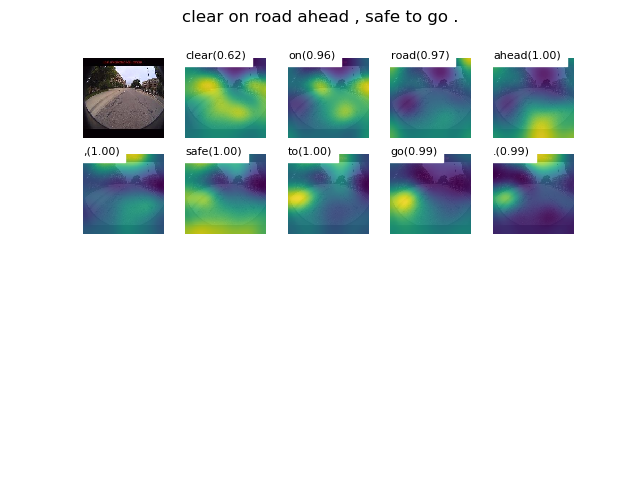 clear on road ahead , safe to go .
clear(0.62)
on(0.96)
road(0.97)
ahead(1.00)
,(1.00)
safe(1.00)
to(1.00)
go(0.99)
.(0.99)